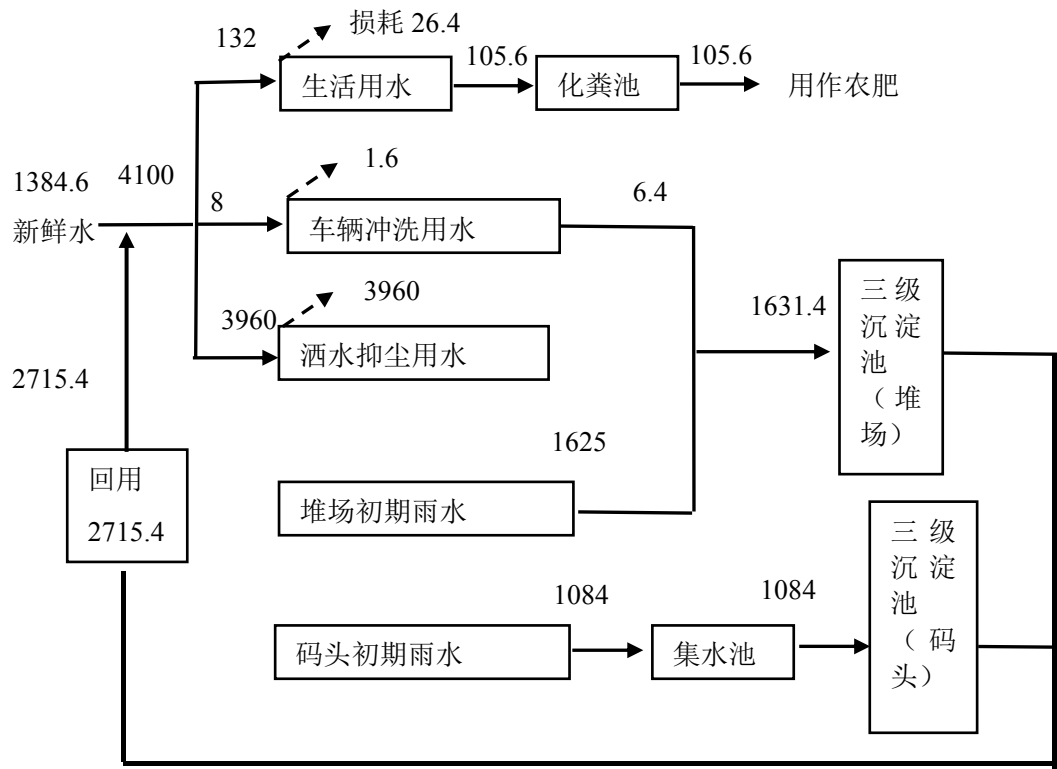 132
损耗 26.4
105.6
105.6
生活用水
化粪池
用作农肥
1.6
1384.6
4100
8
6.4
新鲜水
车辆冲洗用水
3960
3960
1631.4
三级
沉淀
池
（堆
场）
洒水抑尘用水
2715.4
1625
回用
2715.4
堆场初期雨水
三级
沉淀
池
（码
头）
1084
1084
码头初期雨水
集水池